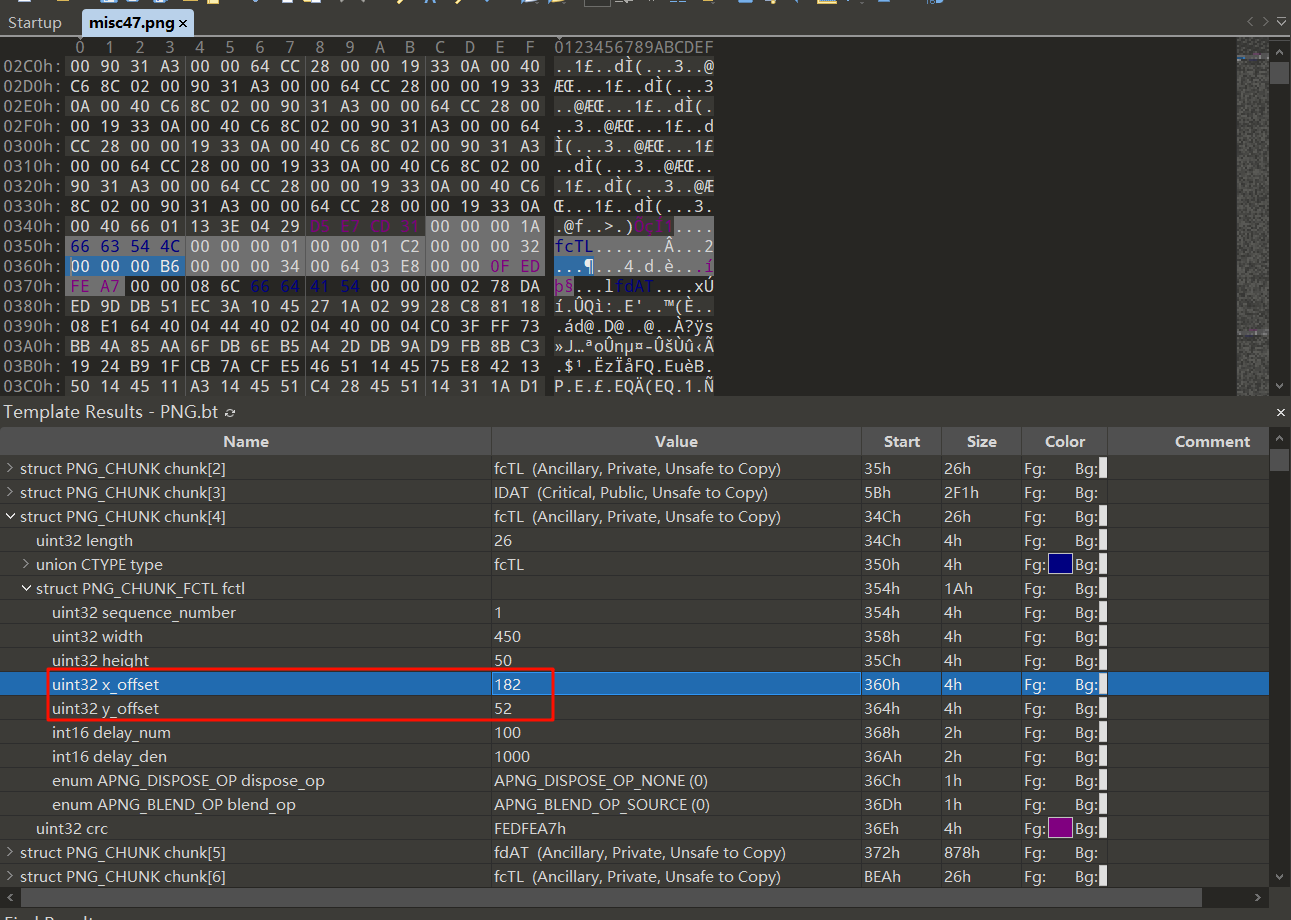 Startup misc47.png ×
0 1 2 3 4 5 6 7 8 9 A B C D E F 0123456789ABCDEF
02C0h: 00 90 31 A3 00 00 64 CC 28 00 00 19 33 0A 00 40 ..1£..dÌ(...3..@
02D0h: C6 8C 02 00 90 31 A3 00 00 64 CC 28 00 00 19 33 ÆŒ...1£..dÌ(...3
02E0h: 0A 00 40 C6 8C 02 00 90 31 A3 00 00 64 CC 28 00 ..@ÆŒ...1£..dÌ(.
02F0h: 00 19 33 0A 00 40 C6 8C 02 00 90 31 A3 00 00 64 ..3..@ÆŒ...1£..d
0300h: CC 28 00 00 19 33 0A 00 40 C6 8C 02 00 90 31 A3 Ì(...3..@ÆŒ...1£
0310h: 00 00 64 CC 28 00 00 19 33 0A 00 40 C6 8C 02 00 ..dÌ(...3..@ÆŒ..
0320h: 90 31 A3 00 00 64 CC 28 00 00 19 33 0A 00 40 C6 .1£..dÌ(...3..@Æ
0330h: 8C 02 00 90 31 A3 00 00 64 CC 28 00 00 19 33 0A Œ...1£..dÌ(...3.
0340h: 00 40 66 01 13 3E 04 29 00 00 00 1A .@f..>.) ....
0350h: 66 63 54 4C 00 00 00 01 00 00 01 C2 00 00 00 32 fcTL.......Â...2
0360h: 00 00 00 B6 00 00 00 34 00 64 03 E8 00 00 0F ED ...¶...4.d.è...í
0370h: FE A7 00 00 08 6C 66 64 41 54 00 00 00 02 78 DA þ§...lfdAT....xÚ
0380h: ED 9D DB 51 EC 3A 10 45 27 1A 02 99 28 C8 81 18 í.ÛQì:.E'..™(È..
0390h: 08 E1 64 40 04 44 40 02 04 40 00 04 C0 3F FF 73 .ád@.D@..@..À?ÿs
03A0h: BB 4A 85 AA 6F DB 6E B5 A4 2D DB 9A D9 FB 8B C3 »J…ªoÛnµ¤-ÛšÙû‹Ã
03B0h: 19 24 B9 1F CB 7A CF E5 46 51 14 45 75 E8 42 13 .$¹.ËzÏåFQ.EuèB.
03C0h: 50 14 45 11 A3 14 45 51 C4 28 45 51 14 31 1A D1 P.E.£.EQÄ(EQ.1.Ñ
Template Results - PNG.bt ×
Name Value Start Size Color Comment
struct PNG_CHUNK chunk[2] fcTL (Ancillary, Private, Unsafe to Copy) 35h 26h Fg: Bg:
struct PNG_CHUNK chunk[3] IDAT (Critical, Public, Unsafe to Copy) 5Bh 2F1h Fg: Bg:
struct PNG_CHUNK chunk[4] fcTL (Ancillary, Private, Unsafe to Copy) 34Ch 26h Fg: Bg:
uint32 length 26 34Ch 4h Fg: Bg:
union CTYPE type fcTL 350h 4h Fg: Bg:
struct PNG_CHUNK_FCTL fctl 354h 1Ah Fg: Bg:
uint32 sequence_number 1 354h 4h Fg: Bg:
uint32 width 450 358h 4h Fg: Bg:
uint32 height 50 35Ch 4h Fg: Bg:
uint32 x_offset 182 360h 4h Fg: Bg:
uint32 y_offset 52 364h 4h Fg: Bg:
int16 delay_num 100 368h 2h Fg: Bg:
int16 delay_den 1000 36Ah 2h Fg: Bg:
enum APNG_DISPOSE_OP dispose_op APNG_DISPOSE_OP_NONE (0) 36Ch 1h Fg: Bg:
enum APNG_BLEND_OP blend_op APNG_BLEND_OP_SOURCE (0) 36Dh 1h Fg: Bg:
uint32 crc FEDFEA7h 36Eh 4h Fg: Bg:
struct PNG_CHUNK chunk[5] fdAT (Ancillary, Private, Unsafe to Copy) 372h 878h Fg: Bg:
struct PNG_CHUNK chunk[6] fcTL (Ancillary, Private, Unsafe to Copy) BEAh 26h Fg: Bg: